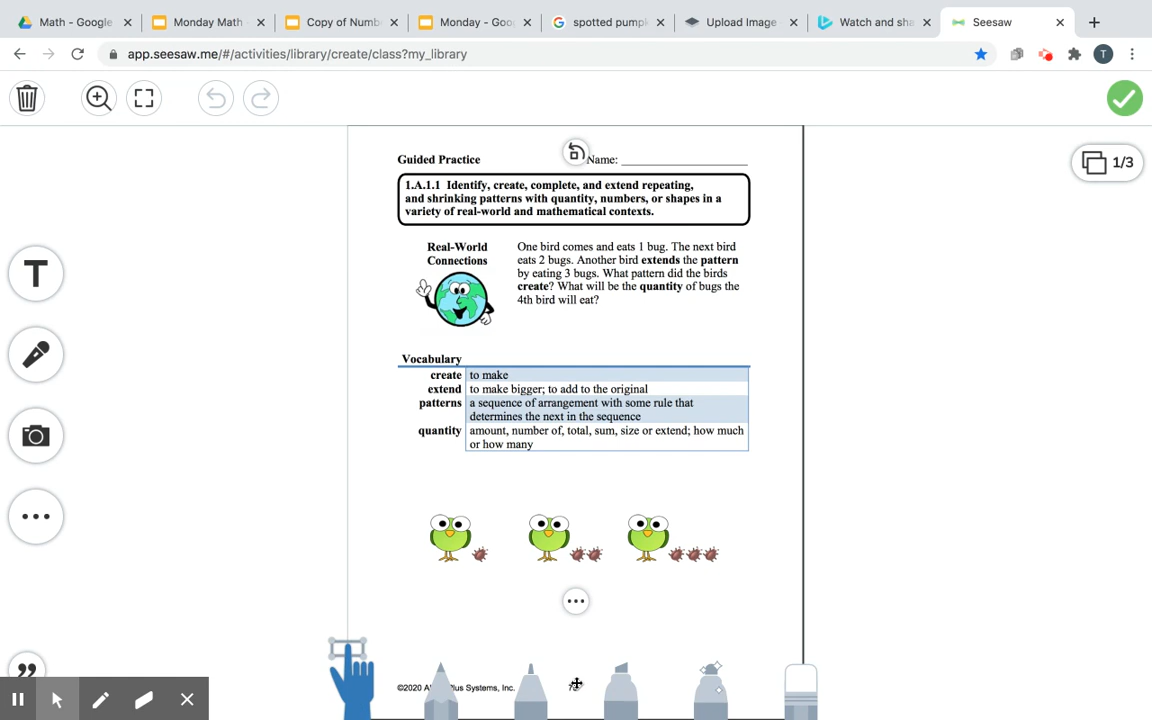 Math - Google
Monday Math
Copy of Numb
Monday - Goo
spotted pumpk
Upload Image
Watch and sha
Seesaw
app.seesaw.me/#/activities/library/create/class?my_library
T
1/3
Guided Practice
Name:
1.A.1.1 Identify, create, complete, and extend repeating,
and shrinking patterns with quantity, numbers, or shapes in a
variety of real-world and mathematical contexts.
Real-World
Connections
One bird comes and eats 1 bug. The next bird
eats 2 bugs. Another bird extends the pattern
by eating 3 bugs. What pattern did the birds
create? What will be the quantity of bugs the
4th bird will eat?
T
Vocabulary
create to make
extend to make bigger; to add to the original
patterns a sequence of arrangement with some rule that
determines the next in the sequence
quantity amount, number of, total, sum, size or extend; how much
or how many
©2020 Plus Systems, Inc.